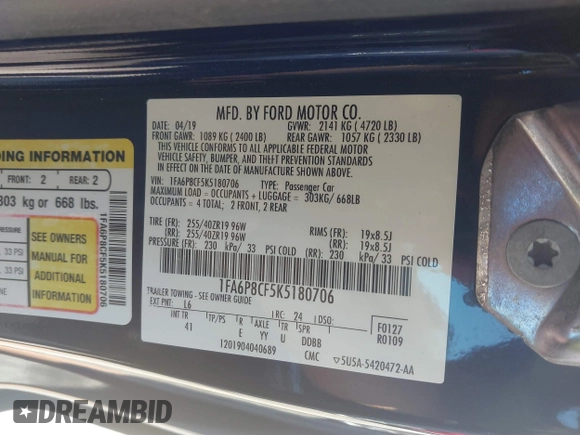 MFD. BY FORD MOTOR CO.
04/19 GVWR: 2141 KG ( 4720 LB)
FRONT GAWR: 1089 KG ( 2400 LB) REAR GAWR: 1057 KG ( 2330 LB)
THIS VEHICLE CONFORMS TO ALL APPLICABLE FEDERAL MOTOR
VEHICLE SAFETY, BUMPER, AND THEFT PREVENTION STANDARDS IN
EFFECT ON THE DATE OF MANUFACTURE SHOWN ABOVE.
VIN: 1FA6P8CF5K5180706 TYPE: Passenger Car
MAXIMUM LOAD = OCCUPANTS + LUGGAGE = 303KG/ 668LB
OCCUPANTS = 4 TOTAL: 2 FRONT, 2 REAR
TIRE (FR): 255/40ZR19 96W RIMS (FR): 19x8.5J
(RR): 255/40ZR19 96W (RR): 19x8.5J
PRESSURE (FR): 230 kPa/ 33 PSI COLD (RR): 230 kPa/ 33 PSI COLD
1FA6P8CF5K5180706
TRAILER TOWING - SEE OWNER GUIDE
EXT PNT: L6 RC: 24 DSO: F0127
INT TR TP/PS R AXLE TR SPR R0109
41 E YY U DDBB
1201904040689 CMC ▽5U5A-5420472-AA
DING INFORMATION
FRONT: 2 REAR: 2
303 kg or 668 lbs.
PRESSURE
33 PSI
33 PSI
SEE OWNERS
MANUAL FOR
ADDITIONAL
INFORMATION
1FA6P8CF5K5180706
DREAMBID